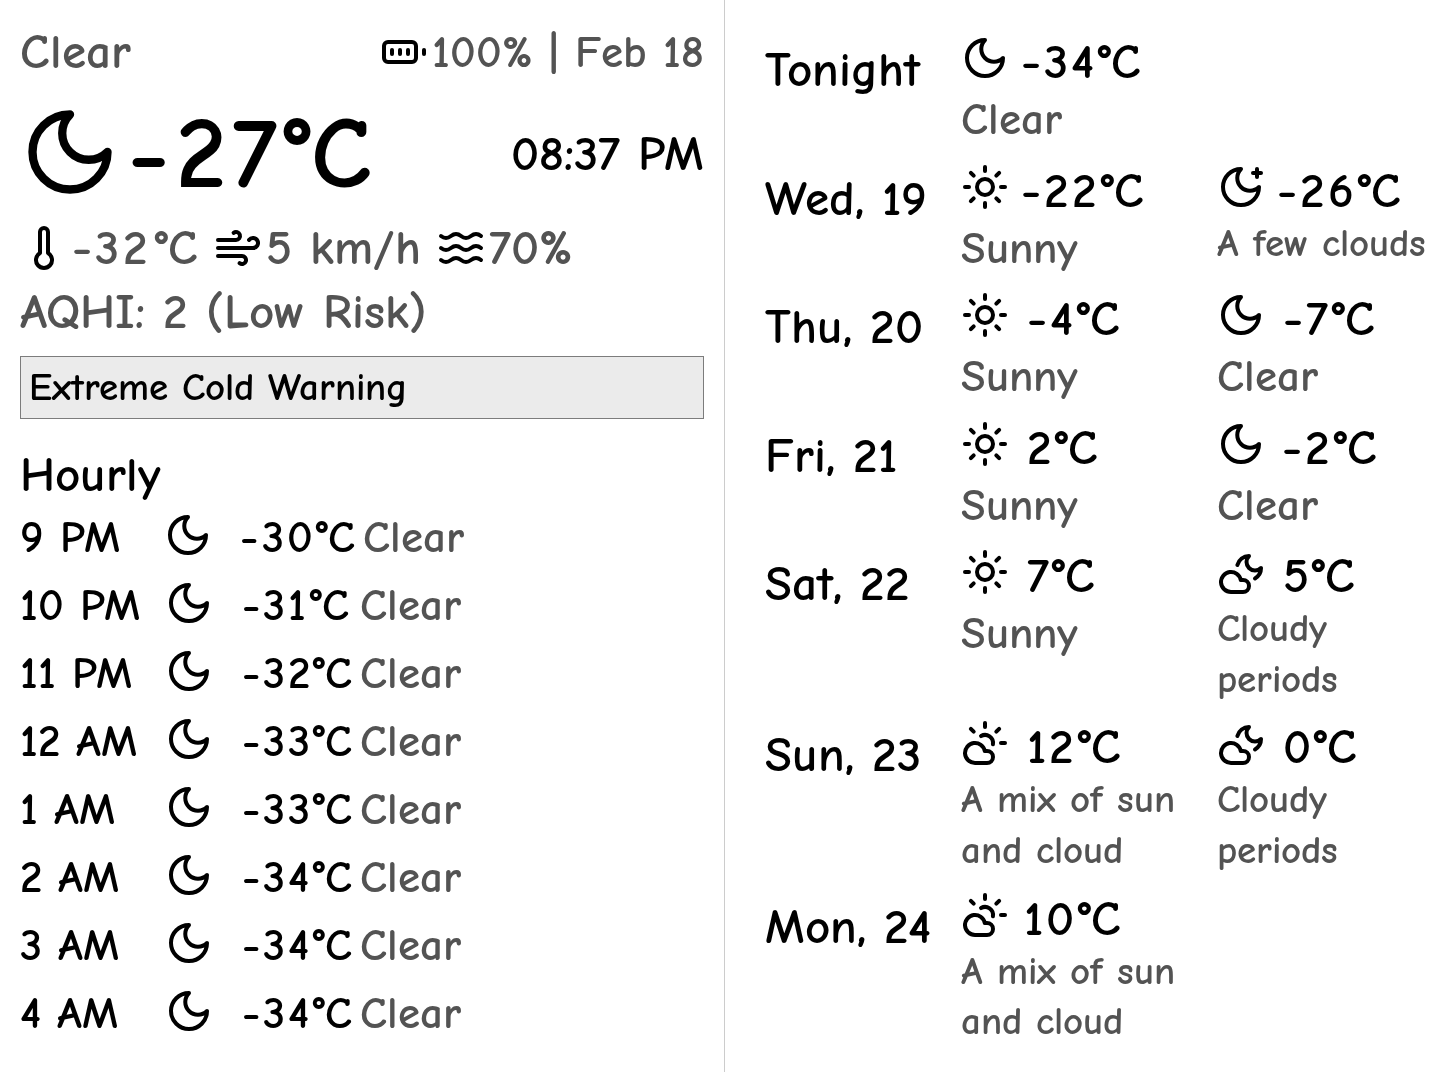 Clear 100% | Feb 18
-27°C 08:37 PM
-32°C 5 km/h 70%
AQHI: 2 (Low Risk)
Extreme Cold Warning
Hourly
9 PM -30°C Clear
10 PM -31°C Clear
11 PM -32°C Clear
12 AM -33°C Clear
1 AM -33°C Clear
2 AM -34°C Clear
3 AM -34°C Clear
4 AM -34°C Clear
Tonight -34°C
Clear
Wed, 19 -22°C -26°C
Sunny A few clouds
Thu, 20 -4°C -7°C
Sunny Clear
Fri, 21 2°C -2°C
Sunny Clear
Sat, 22 7°C 5°C
Sunny Cloudy
periods
Sun, 23 12°C 0°C
A mix of sun Cloudy
and cloud periods
Mon, 24 10°C
A mix of sun
and cloud